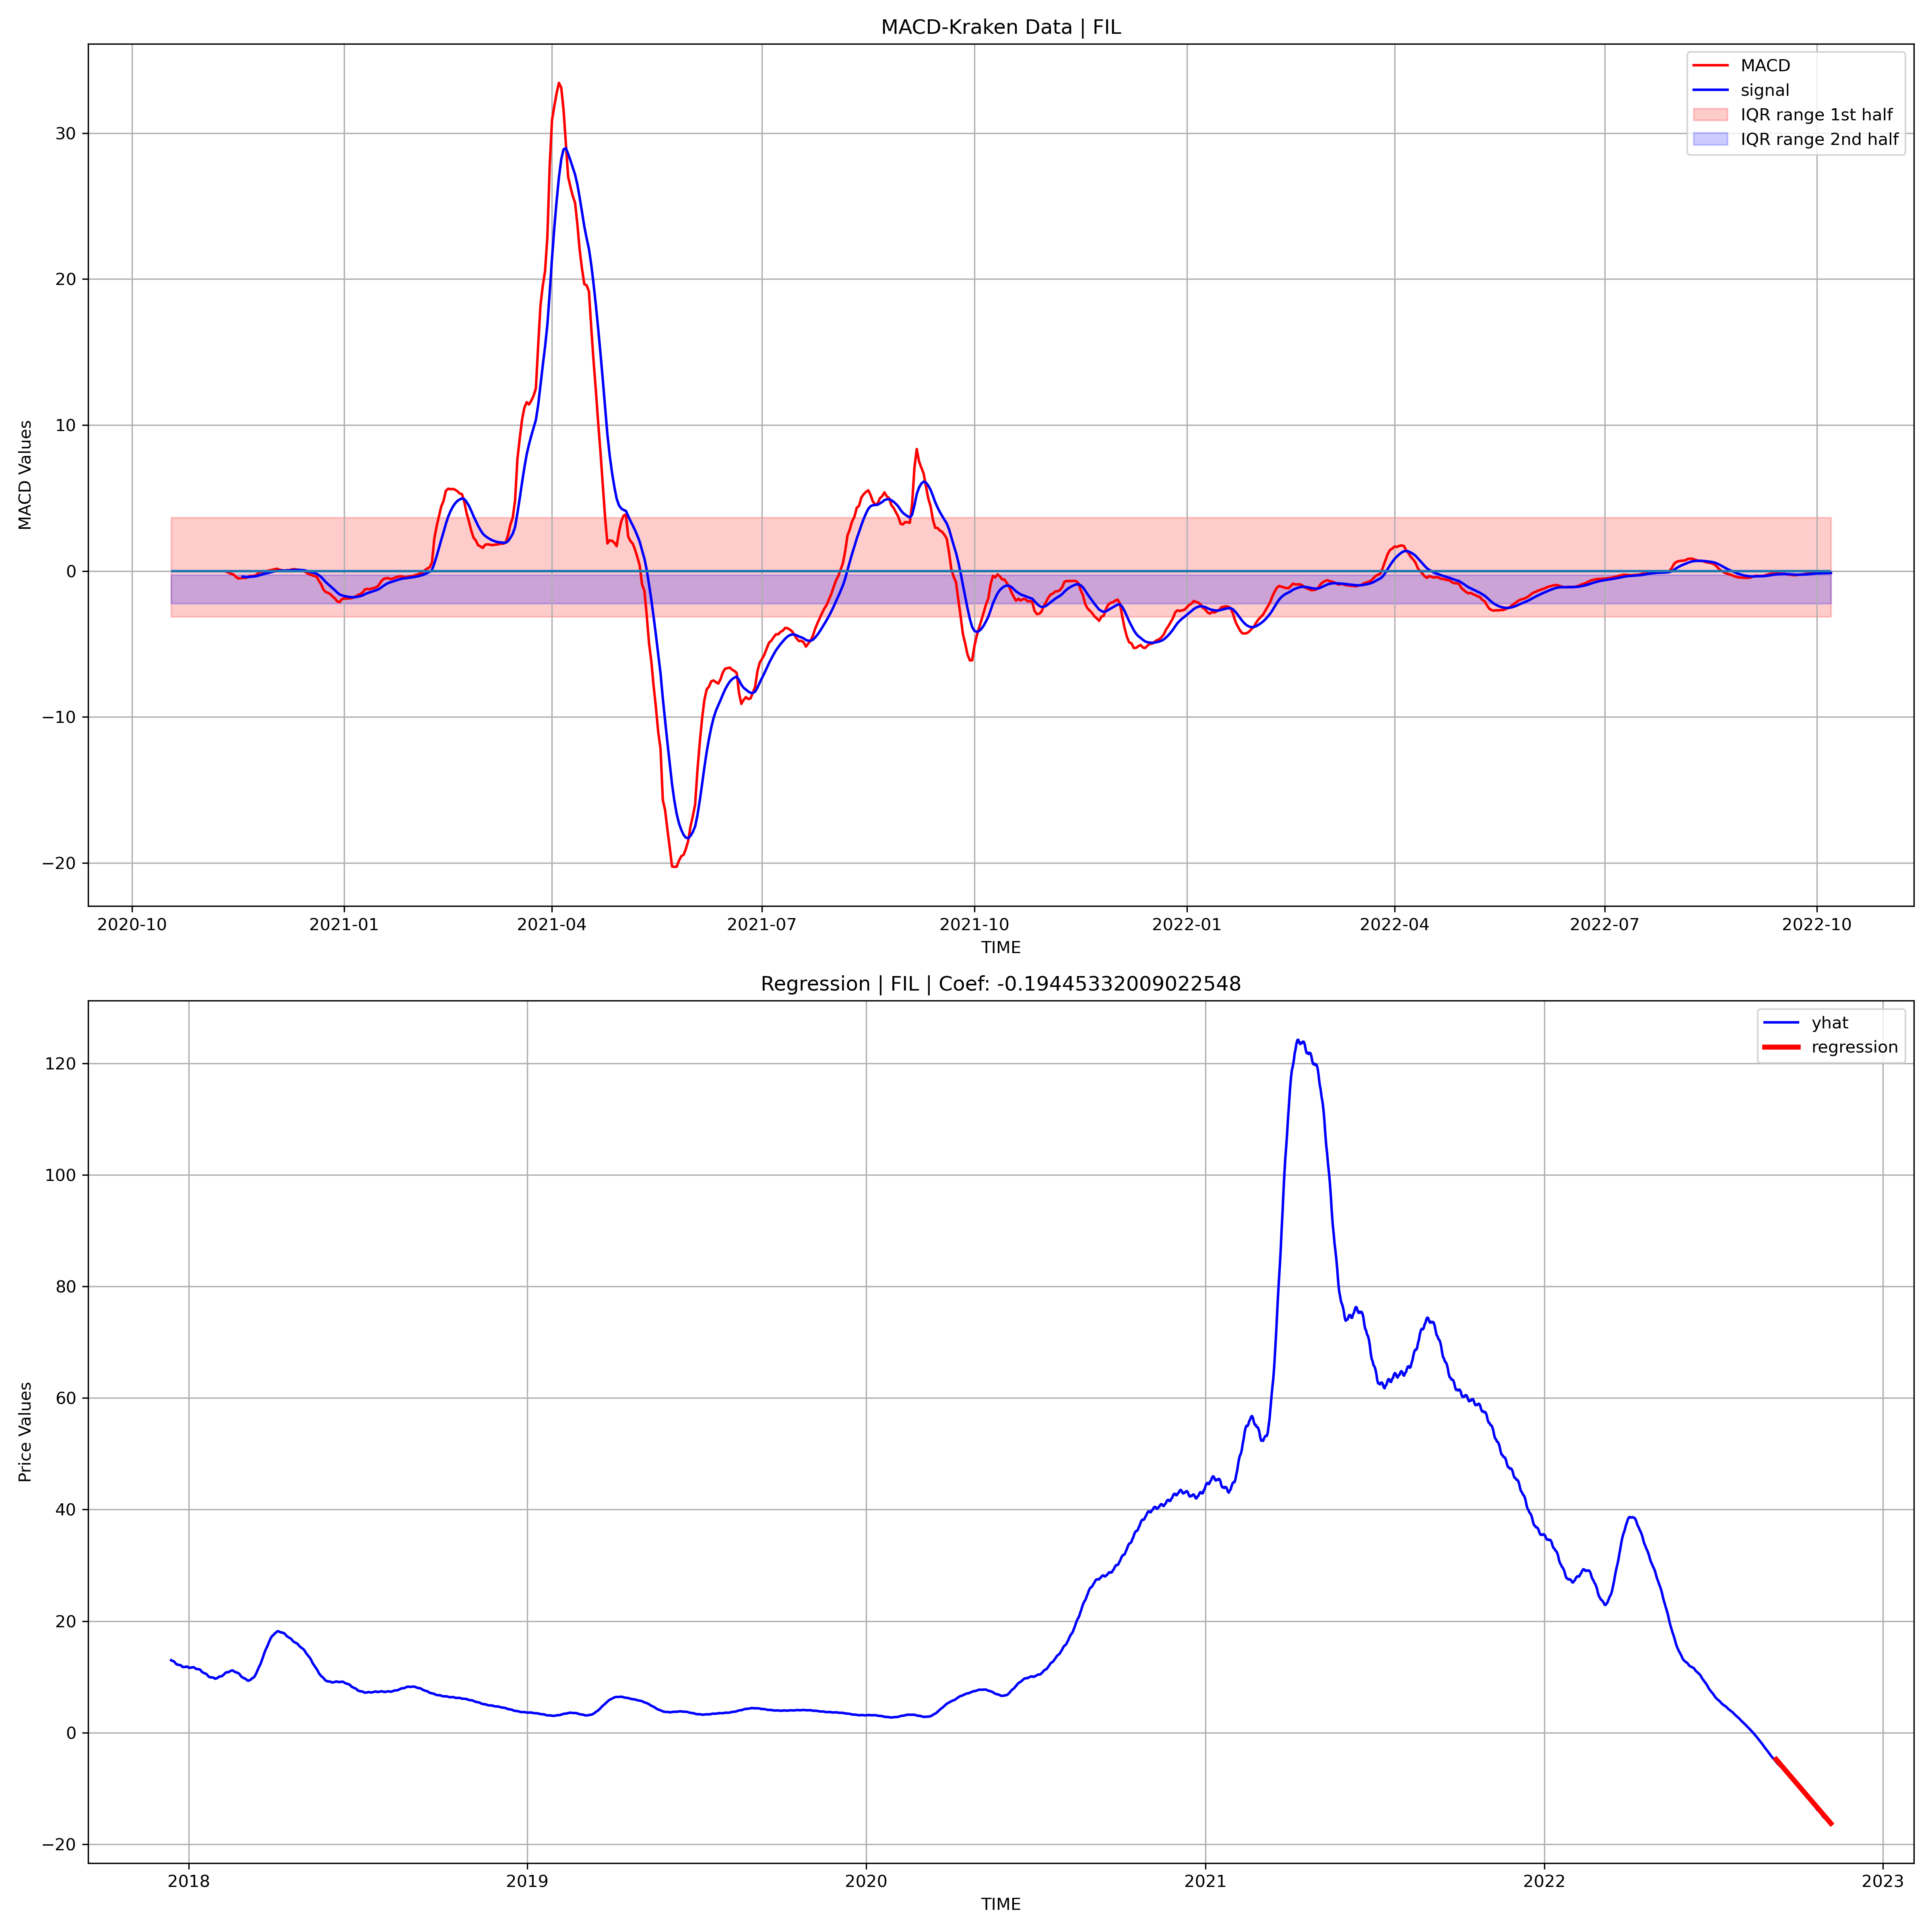 MACD-Kraken Data | FIL
MACD
signal
IQR range 1st half
IQR range 2nd half
MACD Values
30
20
10
0
−10
−20
2020-10
2021-01
2021-04
2021-07
2021-10
2022-01
2022-04
2022-07
2022-10
TIME
Regression | FIL | Coef: -0.19445332009022548
yhat
regression
Price Values
120
100
80
60
40
20
0
−20
2018
2019
2020
2021
2022
2023
TIME